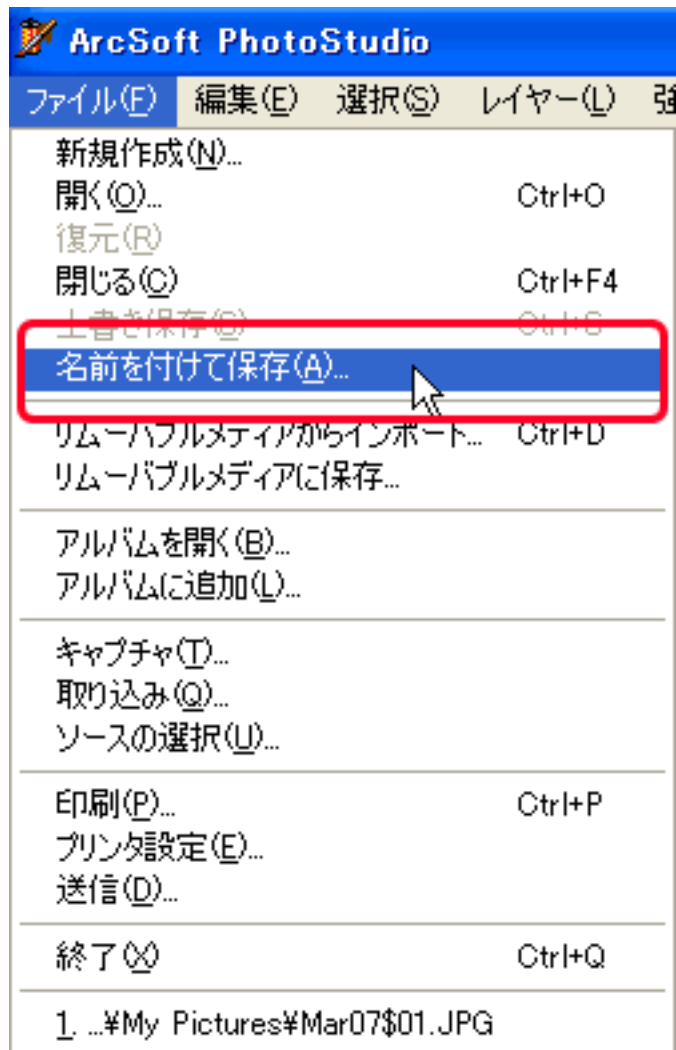 ArcSoft PhotoStudio
ファイル(F) 編集(E) 選択(S) レイヤー(L) 強
新規作成(N)...
開く(O)... Ctrl+O
復元(R)
閉じる(C) Ctrl+F4
上書き保存(S) Ctrl+S
名前を付けて保存(A)...
リムーバブルメディアからインポート... Ctrl+D
リムーバブルメディアに保存...
アルバムを開く(B)...
アルバムに追加(L)...
キャプチャ(T)...
取り込み(Q)...
ソースの選択(U)...
印刷(P)... Ctrl+P
プリンタ設定(E)...
送信(D)...
終了(X) Ctrl+Q
1. ...¥My Pictures¥Mar07$01.JPG